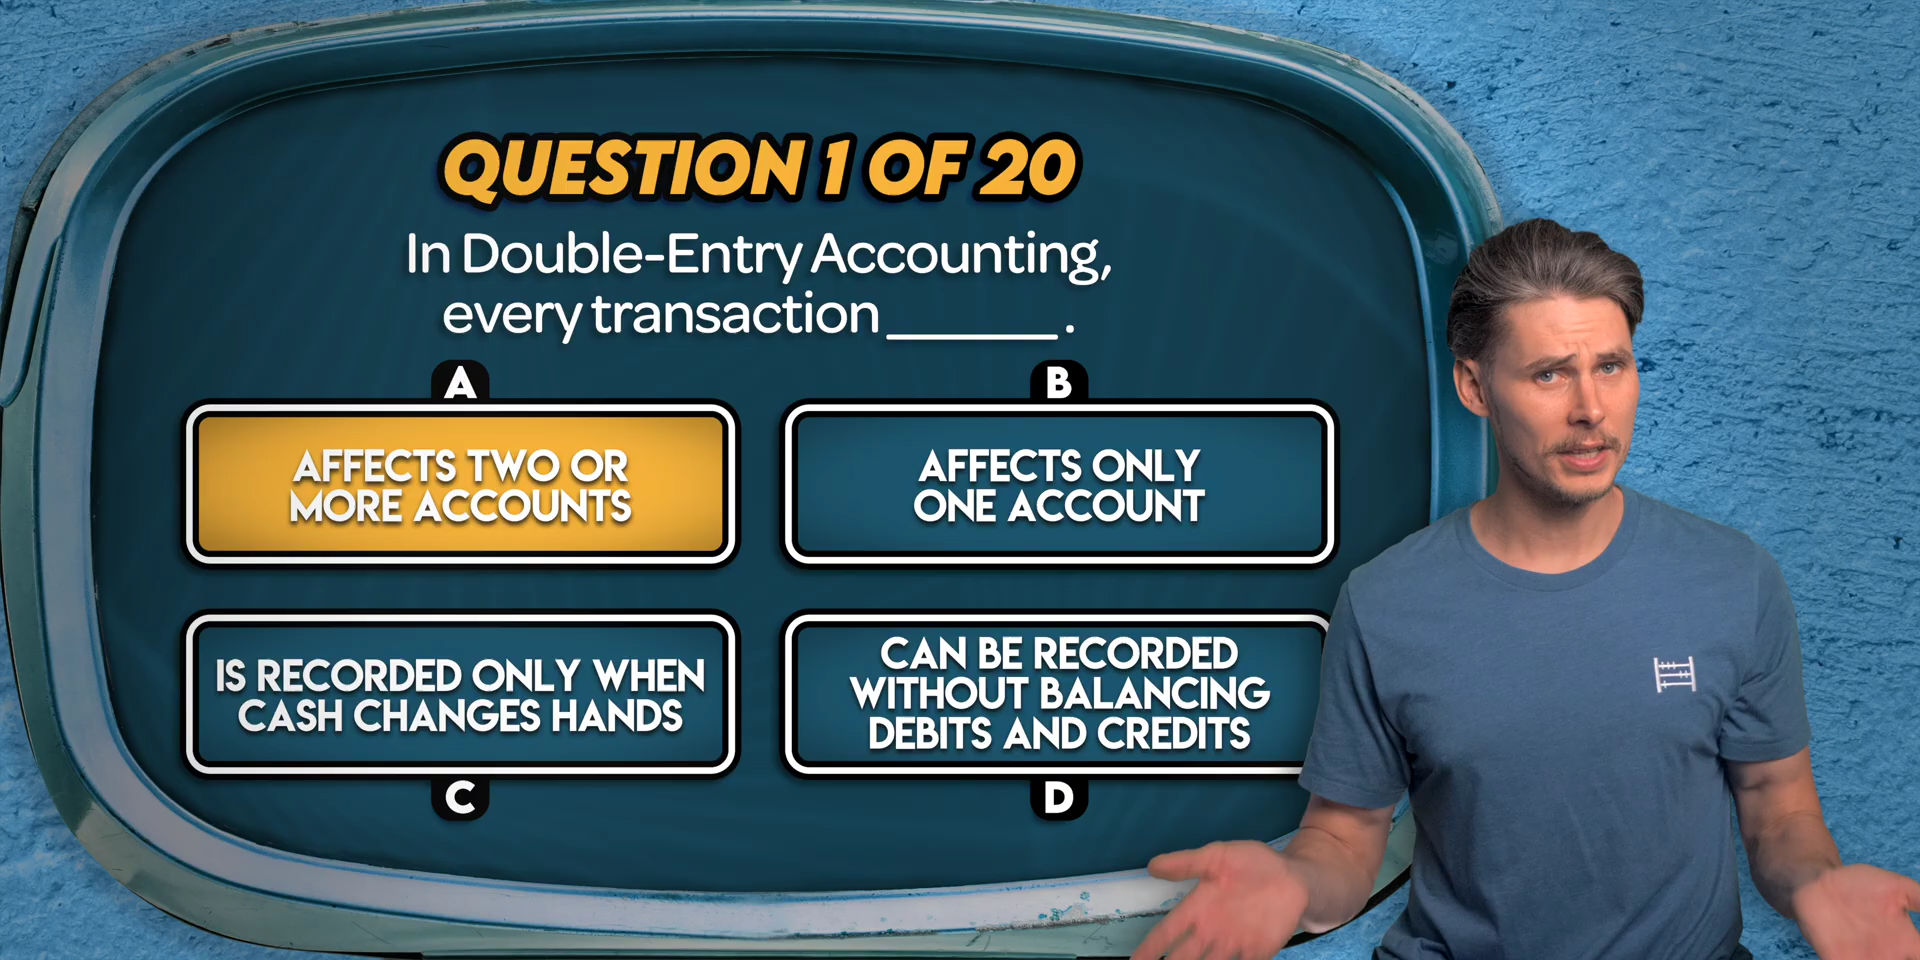 QUESTION 1 OF 20
In Double-Entry Accounting,
every transaction ______.
A
AFFECTS TWO OR
MORE ACCOUNTS
B
AFFECTS ONLY
ONE ACCOUNT
IS RECORDED ONLY WHEN
CASH CHANGES HANDS
C
CAN BE RECORDED
WITHOUT BALANCING
DEBITS AND CREDITS
D